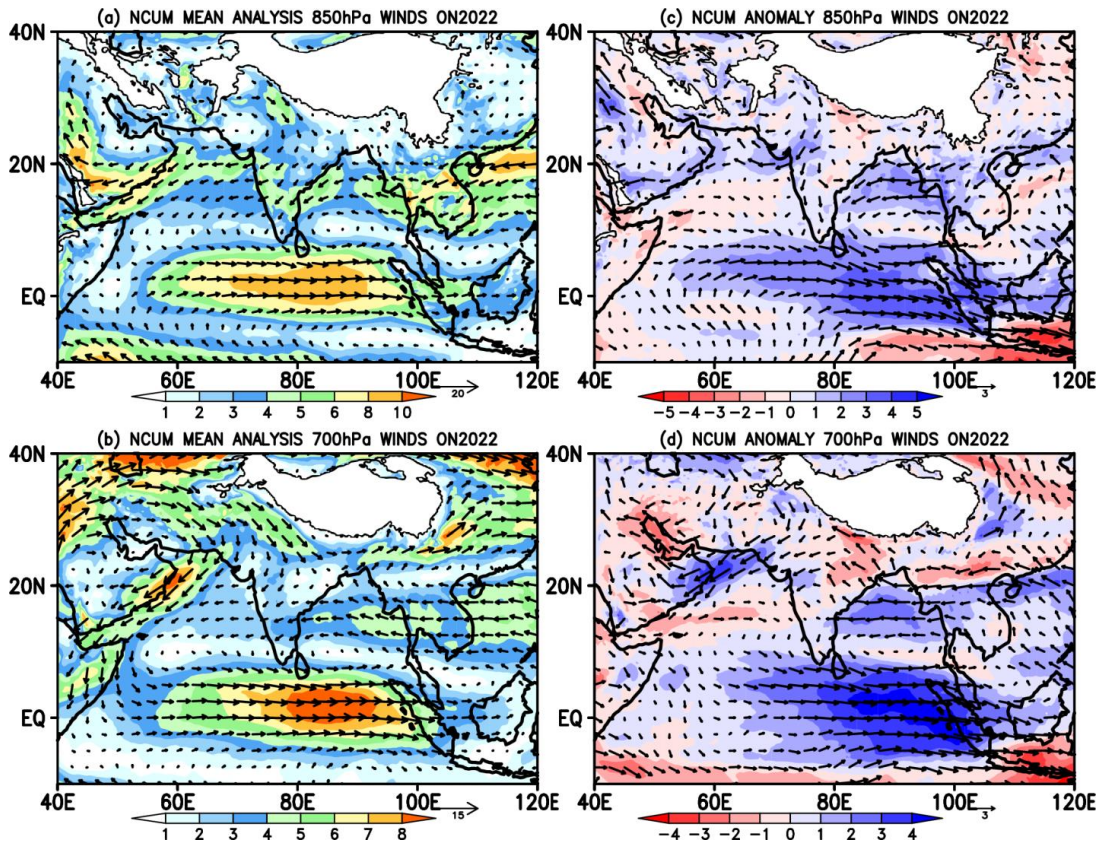 (a) NCUM MEAN ANALYSIS 850hPa WINDS ON2022
40N
20N
EQ
40E 60E 80E 100E 120E
20
1 2 3 4 5 6 8 10
(c) NCUM ANOMALY 850hPa WINDS ON2022
40N
20N
EQ
40E 60E 80E 100E 120E
3
-5 -4 -3 -2 -1 0 1 2 3 4 5
(b) NCUM MEAN ANALYSIS 700hPa WINDS ON2022
40N
20N
EQ
40E 60E 80E 100E 120E
15
1 2 3 4 5 6 7 8
(d) NCUM ANOMALY 700hPa WINDS ON2022
40N
20N
EQ
40E 60E 80E 100E 120E
3
-4 -3 -2 -1 0 1 2 3 4